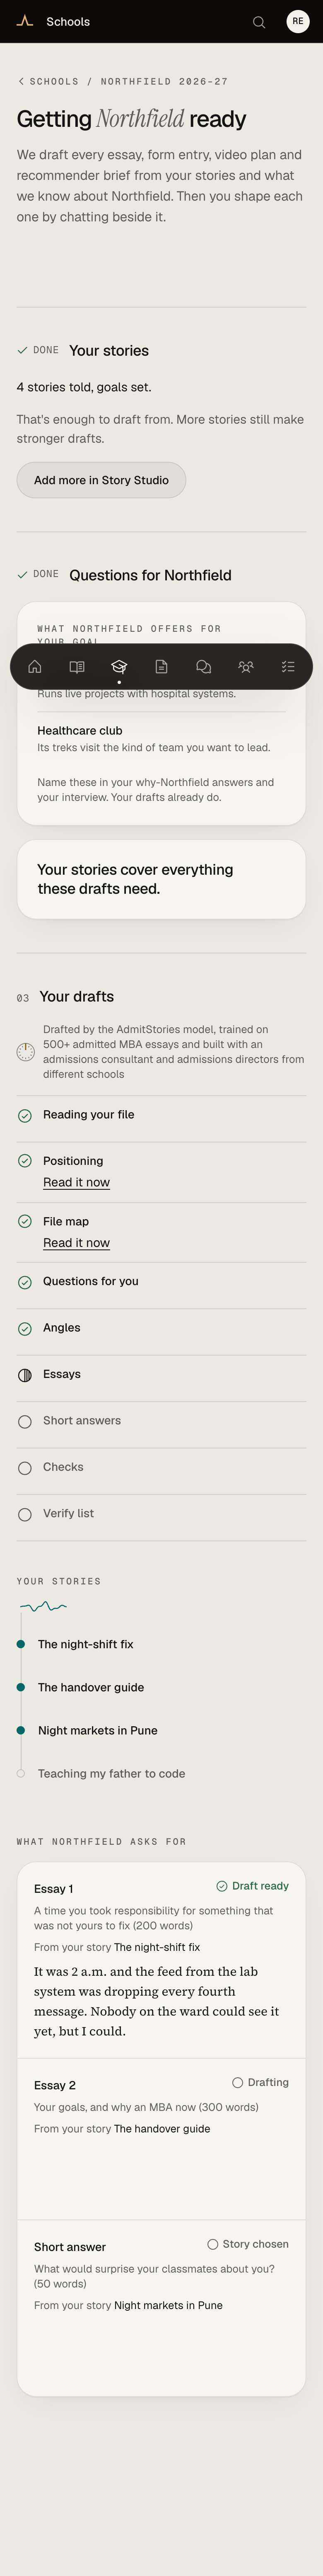 Schools
RE
SCHOOLS / NORTHFIELD 2026–27
Getting Northfield ready
We draft every essay, form entry, video plan and
recommender brief from your stories and what
we know about Northfield. Then you shape each
one by chatting beside it.
DONE Your stories
4 stories told, goals set.
That's enough to draft from. More stories still make
stronger drafts.
Add more in Story Studio
DONE Questions for Northfield
WHAT NORTHFIELD OFFERS FOR
YOUR GOAL
Runs live projects with hospital systems.
Healthcare club
Its treks visit the kind of team you want to lead.
Name these in your why-Northfield answers and
your interview. Your drafts already do.
Your stories cover everything
these drafts need.
03 Your drafts
Drafted by the AdmitStories model, trained on
500+ admitted MBA essays and built with an
admissions consultant and admissions directors from
different schools
Reading your file
Positioning
Read it now
File map
Read it now
Questions for you
Angles
Essays
Short answers
Checks
Verify list
YOUR STORIES
The night-shift fix
The handover guide
Night markets in Pune
Teaching my father to code
WHAT NORTHFIELD ASKS FOR
Essay 1 Draft ready
A time you took responsibility for something that
was not yours to fix (200 words)
From your story The night-shift fix
It was 2 a.m. and the feed from the lab
system was dropping every fourth
message. Nobody on the ward could see it
yet, but I could.
Essay 2 Drafting
Your goals, and why an MBA now (300 words)
From your story The handover guide
Short answer Story chosen
What would surprise your classmates about you?
(50 words)
From your story Night markets in Pune